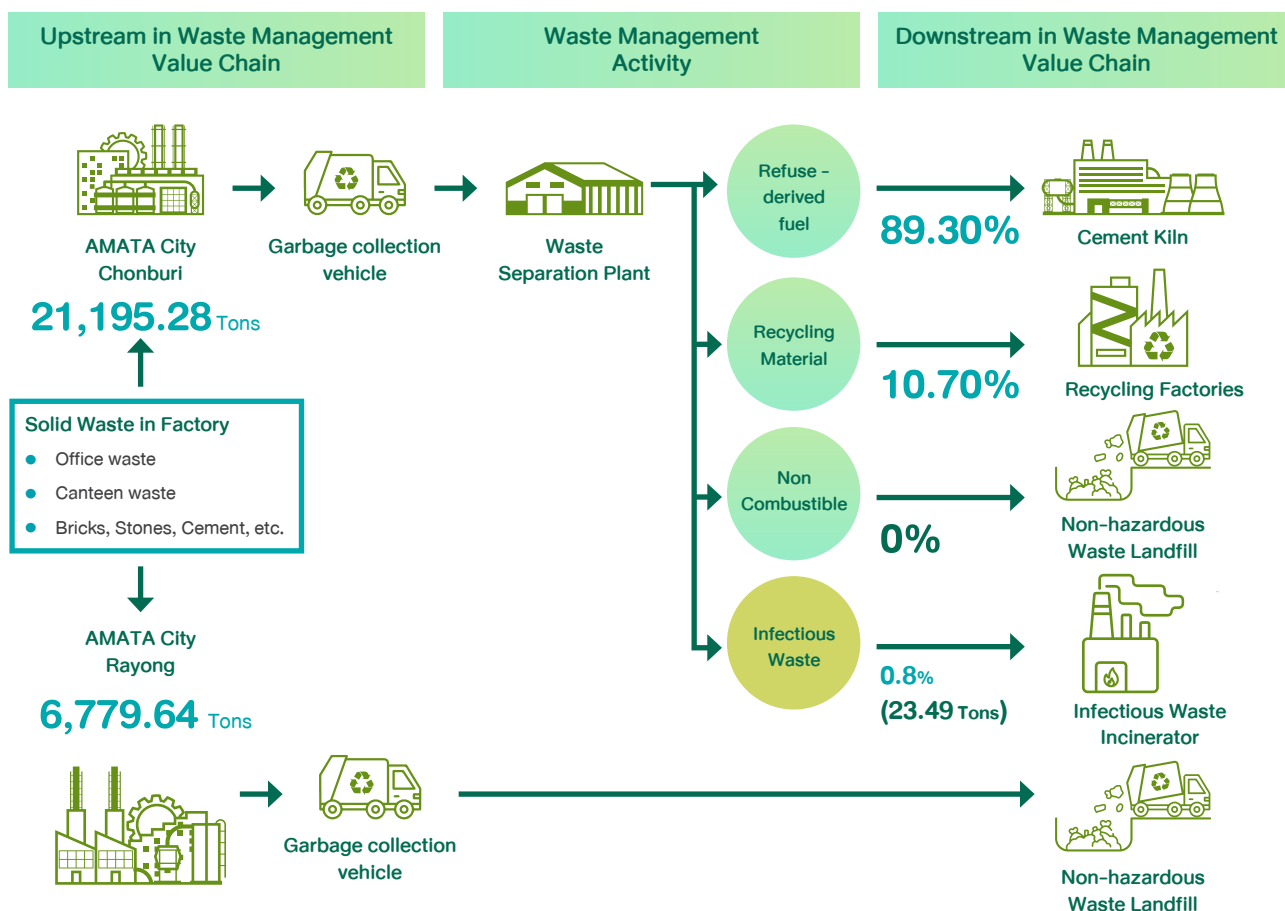 Upstream in Waste Management
Value Chain
Waste Management
Activity
Downstream in Waste Management
Value Chain
AMATA City
Chonburi
21,195.28 Tons
Garbage collection
vehicle
Waste
Separation Plant
Refuse –
derived
fuel
89.30%
Cement Kiln
Recycling
Material
10.70%
Recycling Factories
Solid Waste in Factory
Office waste
Canteen waste
Bricks, Stones, Cement, etc.
Non
Combustible
0%
Non-hazardous
Waste Landfill
Infectious
Waste
0.8%
(23.49 Tons)
Infectious Waste
Incinerator
AMATA City
Rayong
6,779.64 Tons
Garbage collection
vehicle
Non-hazardous
Waste Landfill